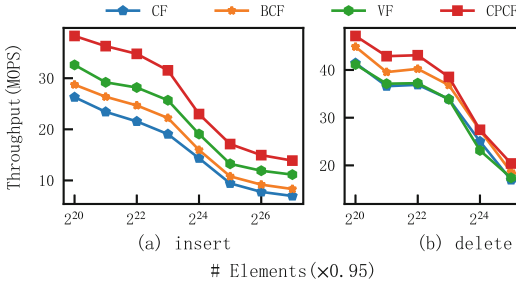 CF BCF VF CPCF
Throughput(MOPS)
30
20
10
2^20 2^22 2^24 2^26
(a) insert
40
30
20
2^20 2^22 2^24
(b) delete
# Elements(×0.95)